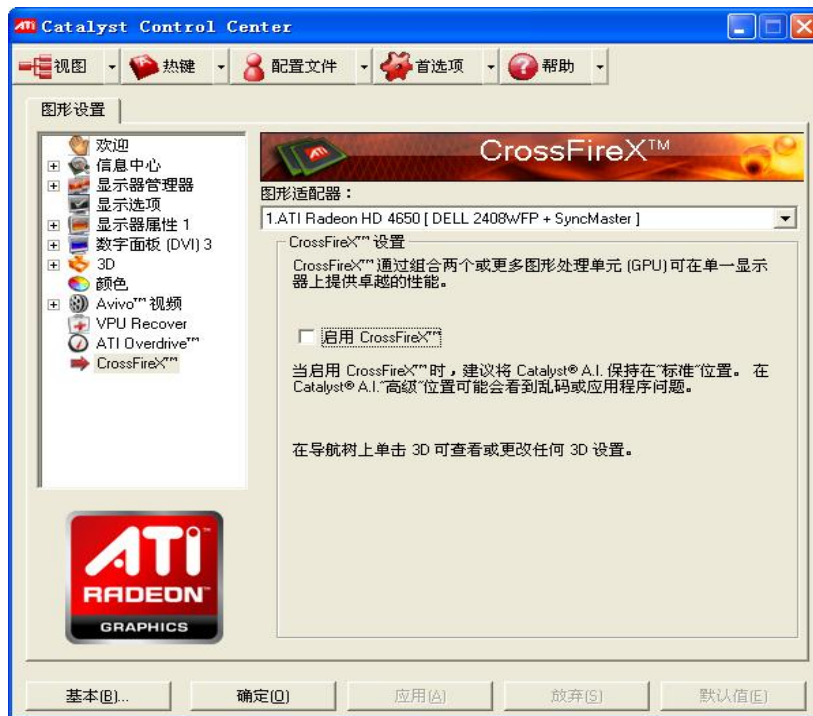 ATI Catalyst Control Center
视图 热键 配置文件 首选项 帮助
图形设置
欢迎
信息中心
显示器管理器
显示选项
显示器属性 1
数字面板 (DVI) 3
3D
颜色
Avivo™ 视频
VPU Recover
ATI Overdrive™
CrossFireX™
ATI
CrossFireX™
图形适配器：
1.ATI Radeon HD 4650 [ DELL 2408WFP + SyncMaster ]
CrossFireX™ 设置
CrossFireX™ 通过组合两个或更多图形处理单元 (GPU) 可在单一显示
器上提供卓越的性能。
启用 CrossFireX™
当启用 CrossFireX™ 时，建议将 Catalyst® A.I. 保持在"标准"位置。 在
Catalyst® A.I."高级"位置可能会看到乱码或应用程序问题。
在导航树上单击 3D 可查看或更改任何 3D 设置。
ATI™
RADEON™
GRAPHICS
基本(B)... 确定(O) 应用(A) 放弃(S) 默认值(E)